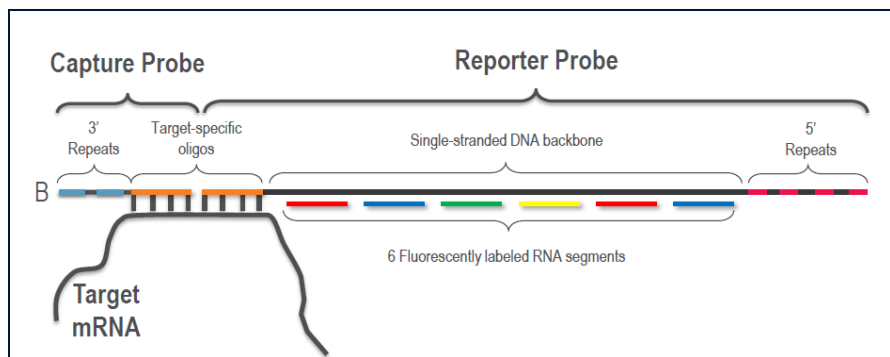 Capture Probe
Reporter Probe
3’
Repeats
Target-specific
oligos
Single-stranded DNA backbone
5’
Repeats
B
6 Fluorescently labeled RNA segments
Target
mRNA